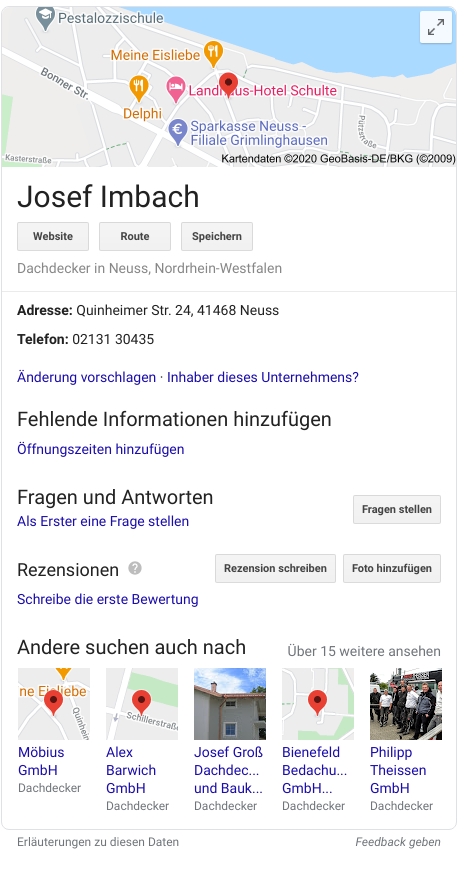 Pestalozzischule
Meine Eisliebe
Bonner Str.
Landhaus-Hotel Schulte
Delphi
Sparkasse Neuss -
Filiale Grimlinghausen
Pützstraße
Kasterstraße
Kartendaten ©2020 GeoBasis-DE/BKG (©2009)
Josef Imbach
Website Route Speichern
Dachdecker in Neuss, Nordrhein-Westfalen
Adresse: Quinheimer Str. 24, 41468 Neuss
Telefon: 02131 30435
Änderung vorschlagen · Inhaber dieses Unternehmens?
Fehlende Informationen hinzufügen
Öffnungszeiten hinzufügen
Fragen und Antworten
Als Erster eine Frage stellen
Fragen stellen
Rezensionen ?
Rezension schreiben Foto hinzufügen
Schreibe die erste Bewertung
Andere suchen auch nach
Über 15 weitere ansehen
ne Eisliebe
Quinhein
Schillerstraße
Möbius
GmbH
Dachdecker
Alex
Barwich
GmbH
Dachdecker
Josef Groß
Dachdec...
und Bauk...
Dachdecker
Bienefeld
Bedachu...
GmbH...
Dachdecker
Philipp
Theissen
GmbH
Dachdecker
Erläuterungen zu diesen Daten
Feedback geben